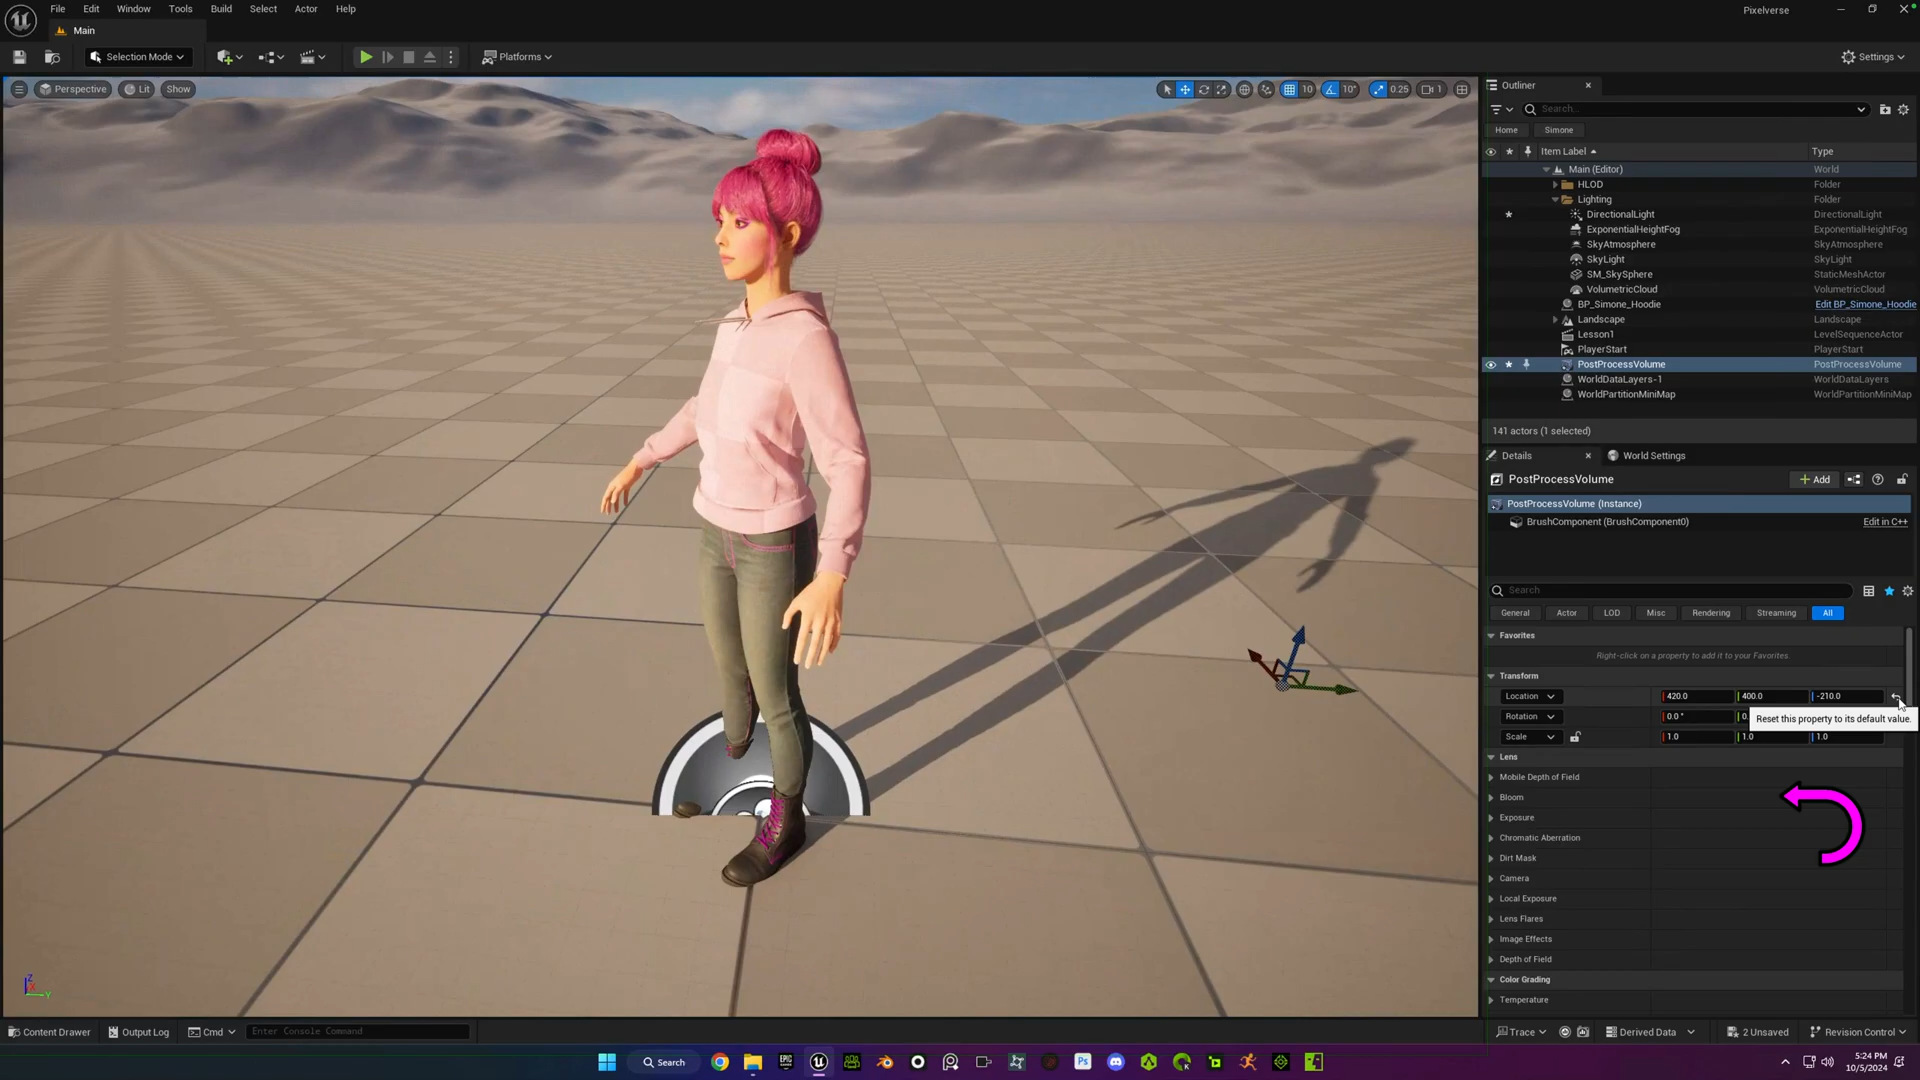 File Edit Window Tools Build Select Actor Help
Pixelverse
Main
Selection Mode
Platforms
Settings
Perspective Lit Show
10 10° 0.25 1
Outliner
Search...
Home Simone
Item Label Type
Main (Editor) World
HLOD Folder
Lighting Folder
DirectionalLight DirectionalLight
ExponentialHeightFog ExponentialHeightFog
SkyAtmosphere SkyAtmosphere
SkyLight SkyLight
SM_SkySphere StaticMeshActor
VolumetricCloud VolumetricCloud
BP_Simone_Hoodie Edit BP_Simone_Hoodie
Landscape Landscape
Lesson1 LevelSequenceActor
PlayerStart PlayerStart
PostProcessVolume PostProcessVolume
WorldDataLayers-1 WorldDataLayers
WorldPartitionMiniMap WorldPartitionMiniMap
141 actors (1 selected)
Details World Settings
PostProcessVolume
Add
PostProcessVolume (Instance)
BrushComponent (BrushComponent0) Edit in C++
Search
General Actor LOD Misc Rendering Streaming All
Favorites
Right-click on a property to add it to your Favorites.
Transform
Location 420.0 400.0 -210.0
Rotation 0.0 °
Reset this property to its default value.
Scale 1.0 1.0 1.0
Lens
Mobile Depth of Field
Bloom
Exposure
Chromatic Aberration
Dirt Mask
Camera
Local Exposure
Lens Flares
Image Effects
Depth of Field
Color Grading
Temperature
Z
X
Y
Content Drawer Output Log Cmd Enter Console Command
Trace Derived Data 2 Unsaved Revision Control
Search
5:24 PM
10/5/2024